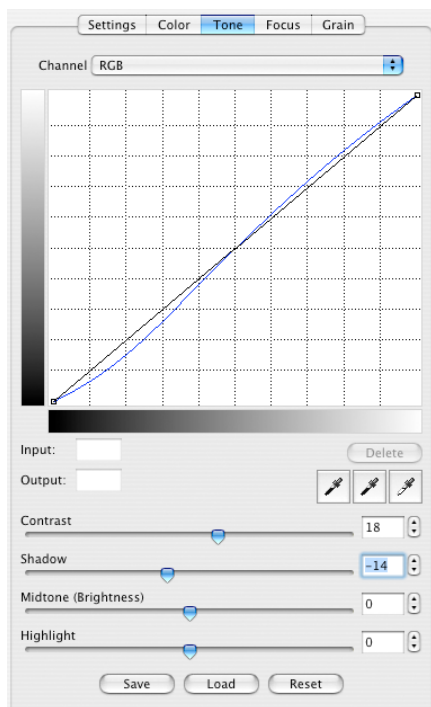 Settings Color Tone Focus Grain
Channel RGB
Input:
Delete
Output:
Contrast
18
Shadow
-14
Midtone (Brightness)
0
Highlight
0
Save Load Reset